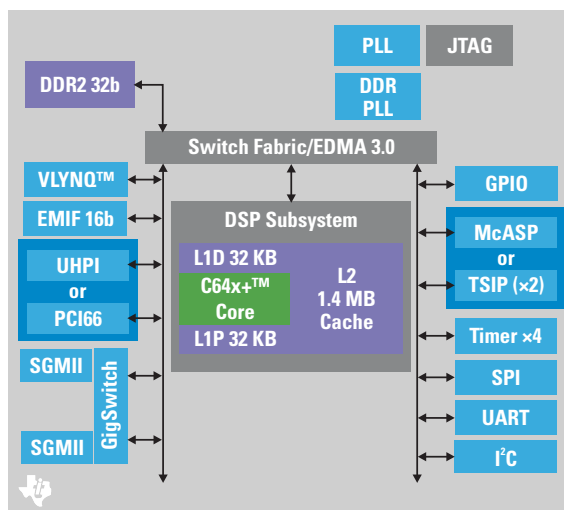 PLL
JTAG
DDR2 32b
DDR
PLL
Switch Fabric/EDMA 3.0
VLYNQ™
EMIF 16b
UHPI
or
PCI66
SGMII
GigSwitch
SGMII
DSP Subsystem
L1D 32 KB
C64x+™
Core
L1P 32 KB
L2
1.4 MB
Cache
GPIO
McASP
or
TSIP (×2)
Timer ×4
SPI
UART
I²C